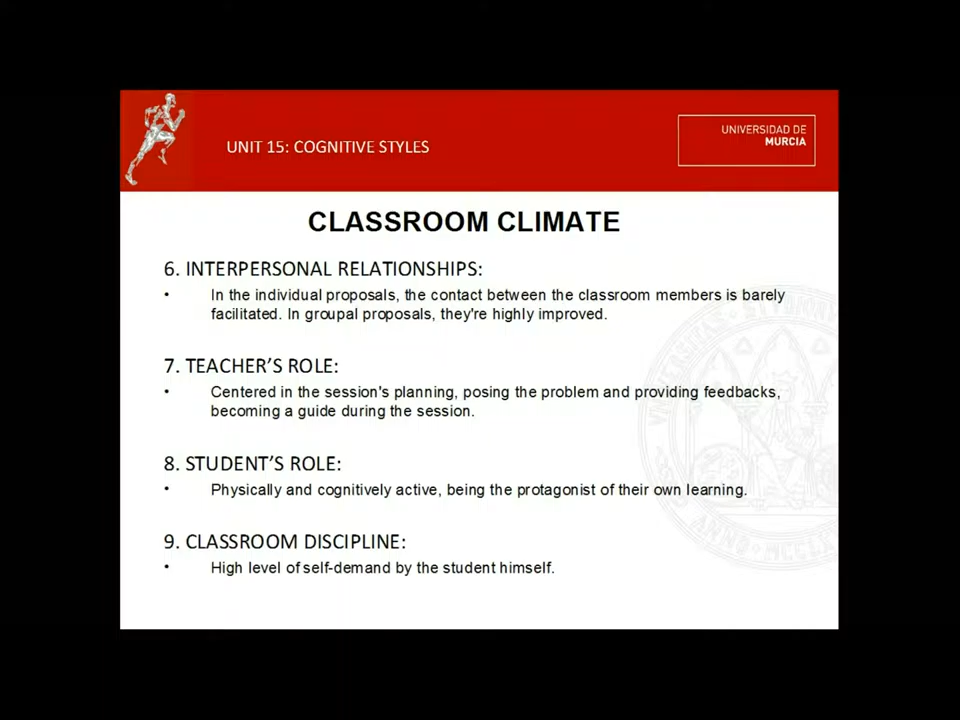 UNIT 15: COGNITIVE STYLES
UNIVERSIDAD DE
MURCIA
CLASSROOM CLIMATE
6. INTERPERSONAL RELATIONSHIPS:
• In the individual proposals, the contact between the classroom members is barely
facilitated. In groupal proposals, they're highly improved.
7. TEACHER’S ROLE:
• Centered in the session's planning, posing the problem and providing feedbacks,
becoming a guide during the session.
8. STUDENT’S ROLE:
• Physically and cognitively active, being the protagonist of their own learning.
9. CLASSROOM DISCIPLINE:
• High level of self-demand by the student himself.
ANNO